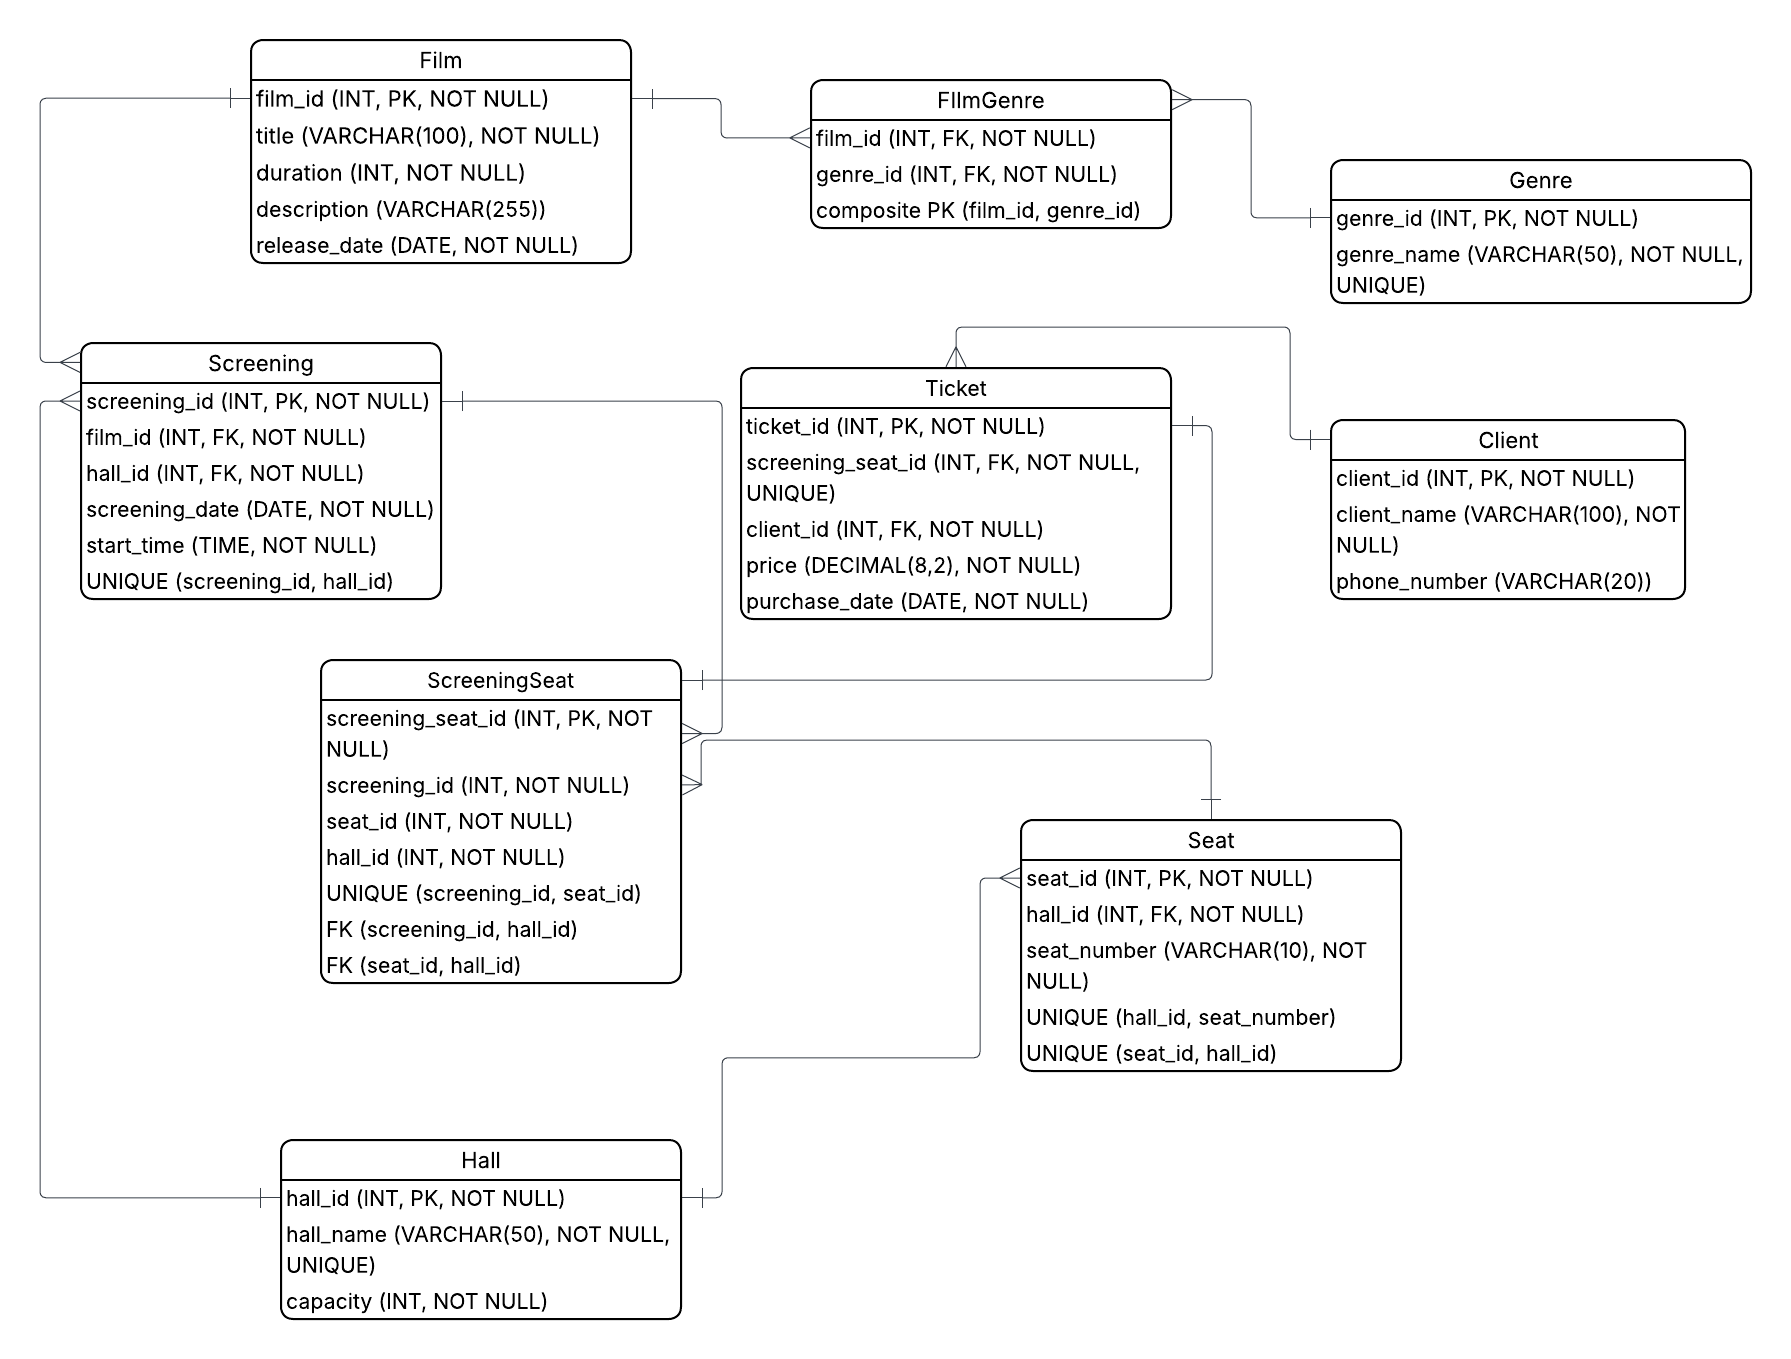 Film
film_id (INT, PK, NOT NULL)
title (VARCHAR(100), NOT NULL)
duration (INT, NOT NULL)
description (VARCHAR(255))
release_date (DATE, NOT NULL)
FIlmGenre
film_id (INT, FK, NOT NULL)
genre_id (INT, FK, NOT NULL)
composite PK (film_id, genre_id)
Genre
genre_id (INT, PK, NOT NULL)
genre_name (VARCHAR(50), NOT NULL,
UNIQUE)
Screening
screening_id (INT, PK, NOT NULL)
film_id (INT, FK, NOT NULL)
hall_id (INT, FK, NOT NULL)
screening_date (DATE, NOT NULL)
start_time (TIME, NOT NULL)
UNIQUE (screening_id, hall_id)
Ticket
ticket_id (INT, PK, NOT NULL)
screening_seat_id (INT, FK, NOT NULL,
UNIQUE)
client_id (INT, FK, NOT NULL)
price (DECIMAL(8,2), NOT NULL)
purchase_date (DATE, NOT NULL)
Client
client_id (INT, PK, NOT NULL)
client_name (VARCHAR(100), NOT
NULL)
phone_number (VARCHAR(20))
ScreeningSeat
screening_seat_id (INT, PK, NOT
NULL)
screening_id (INT, NOT NULL)
seat_id (INT, NOT NULL)
hall_id (INT, NOT NULL)
UNIQUE (screening_id, seat_id)
FK (screening_id, hall_id)
FK (seat_id, hall_id)
Seat
seat_id (INT, PK, NOT NULL)
hall_id (INT, FK, NOT NULL)
seat_number (VARCHAR(10), NOT
NULL)
UNIQUE (hall_id, seat_number)
UNIQUE (seat_id, hall_id)
Hall
hall_id (INT, PK, NOT NULL)
hall_name (VARCHAR(50), NOT NULL,
UNIQUE)
capacity (INT, NOT NULL)